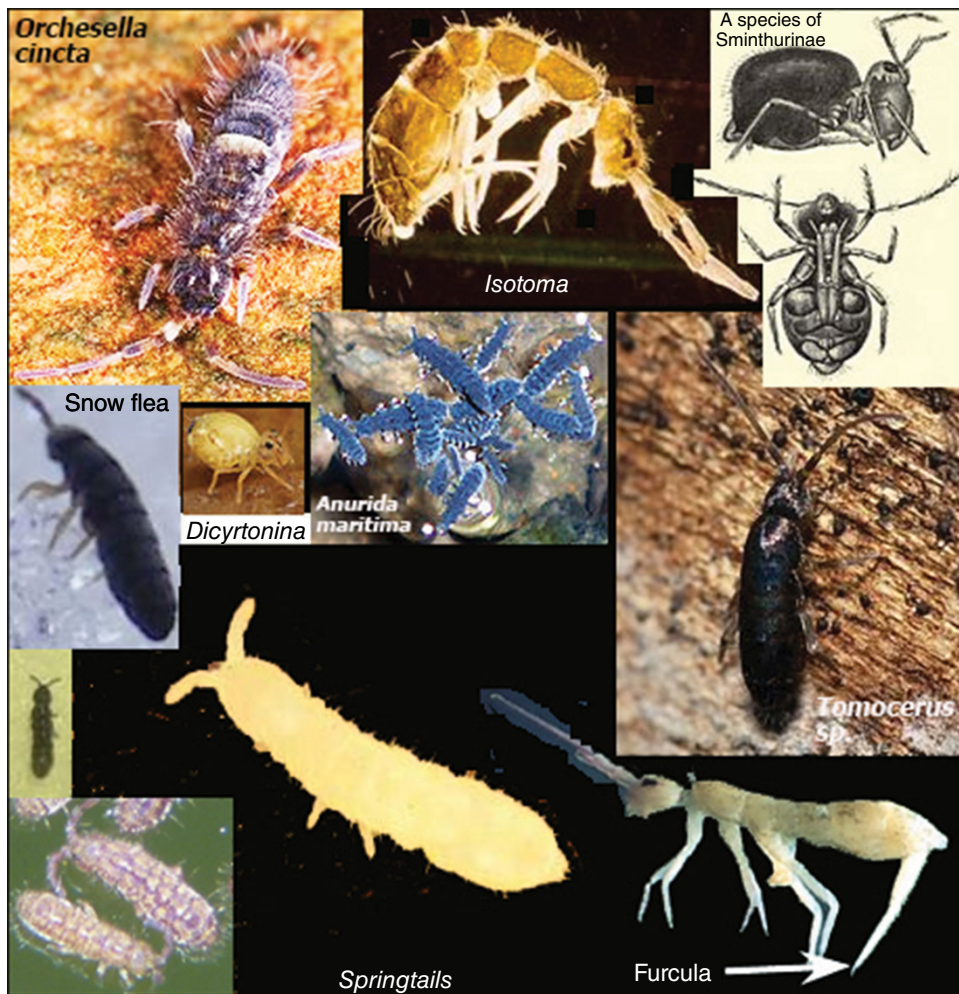 Orchesella
cincta
Isotoma
A species of
Sminthurinae
Snow flea
Dicyrtonina
Anurida
maritima
Tomocerus
sp.
Springtails
Furcula